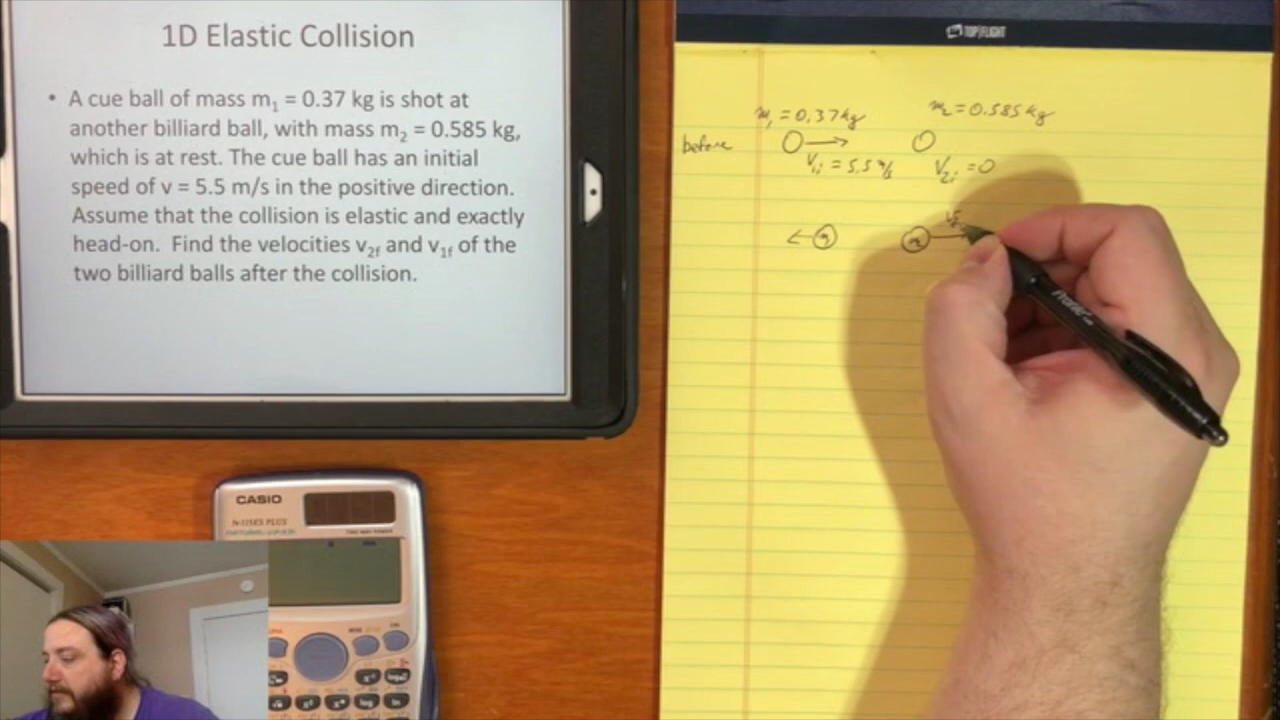 1D Elastic Collision
• A cue ball of mass m₁ = 0.37 kg is shot at
another billiard ball, with mass m₂ = 0.585 kg,
which is at rest. The cue ball has an initial
speed of v = 5.5 m/s in the positive direction.
Assume that the collision is elastic and exactly
head-on. Find the velocities v₂f and v₁f of the
two billiard balls after the collision.
TOP FLIGHT
m₁ = 0.37kg
m₂ = 0.585 kg
before
V₁ᵢ = 5.5 m/s
V₂ᵢ = 0
CASIO